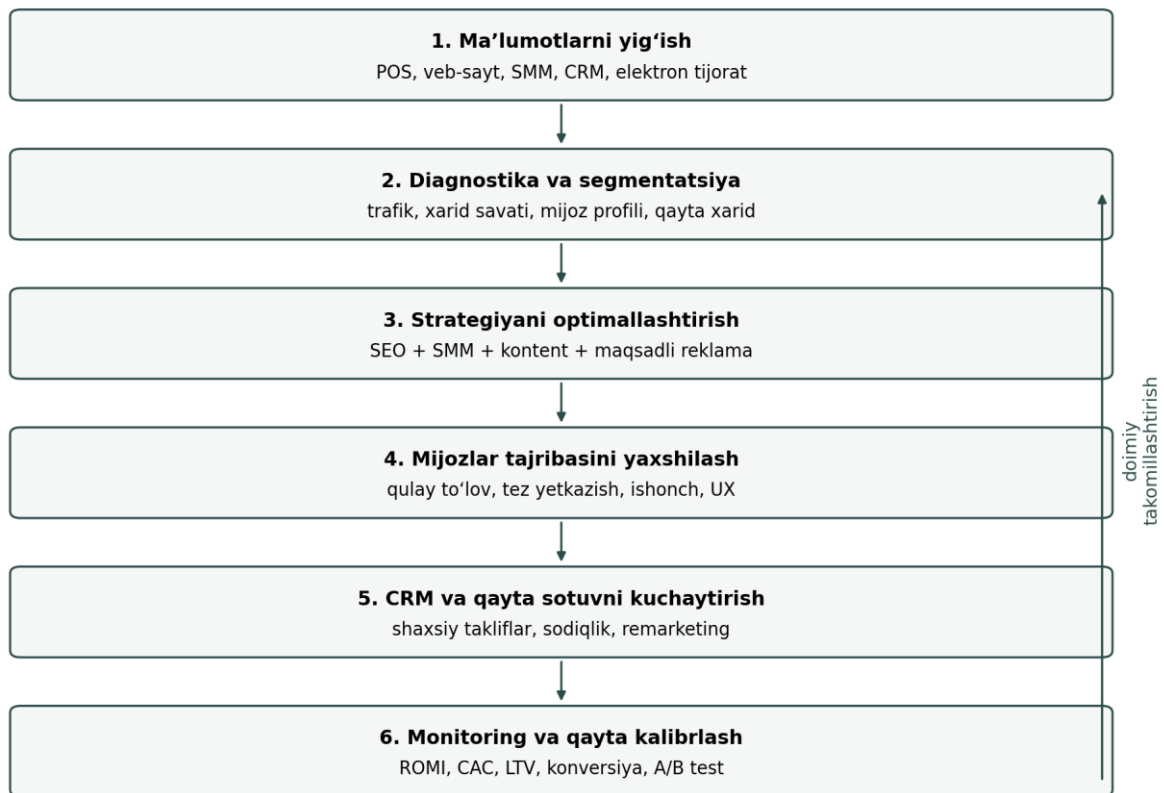 1. Ma’lumotlarni yig‘ish
POS, veb-sayt, SMM, CRM, elektron tijorat
2. Diagnostika va segmentatsiya
trafik, xarid savati, mijoz profili, qayta xarid
3. Strategiyani optimallashtirish
SEO + SMM + kontent + maqsadli reklama
4. Mijozlar tajribasini yaxshilash
qulay to‘lov, tez yetkazish, ishonch, UX
5. CRM va qayta sotuvni kuchaytirish
shaxsiy takliflar, sodiqlik, remarketing
6. Monitoring va qayta kalibrlash
ROMI, CAC, LTV, konversiya, A/B test
doimiy
takomillashtirish